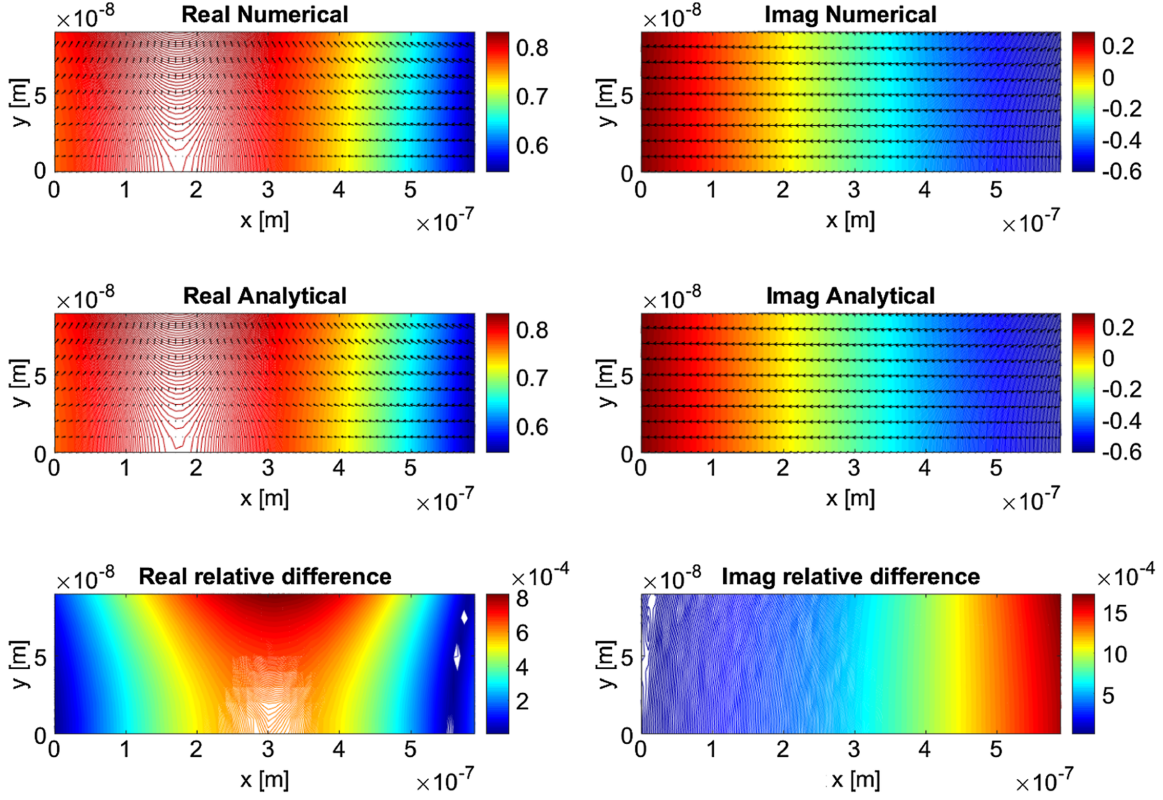 ×10-8 Real Numerical
0.8
0.7
0.6
y [m]
5
0
0 1 2 3 4 5
x [m] ×10-7
×10-8 Imag Numerical
0.2
0
-0.2
-0.4
-0.6
y [m]
5
0
0 1 2 3 4 5
x [m] ×10-7
×10-8 Real Analytical
0.8
0.7
0.6
y [m]
5
0
0 1 2 3 4 5
x [m] ×10-7
×10-8 Imag Analytical
0.2
0
-0.2
-0.4
-0.6
y [m]
5
0
0 1 2 3 4 5
x [m] ×10-7
×10-8 Real relative difference ×10-4
8
6
4
2
y [m]
5
0
0 1 2 3 4 5
x [m] ×10-7
×10-8 Imag relative difference ×10-4
15
10
5
y [m]
5
0
0 1 2 3 4 5
x [m] ×10-7